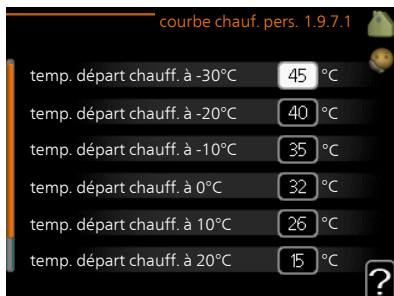 courbe chauf. pers. 1.9.7.1
temp. départ chauff. à -30°C 45 °C
temp. départ chauff. à -20°C 40 °C
temp. départ chauff. à -10°C 35 °C
temp. départ chauff. à 0°C 32 °C
temp. départ chauff. à 10°C 26 °C
temp. départ chauff. à 20°C 15 °C
?